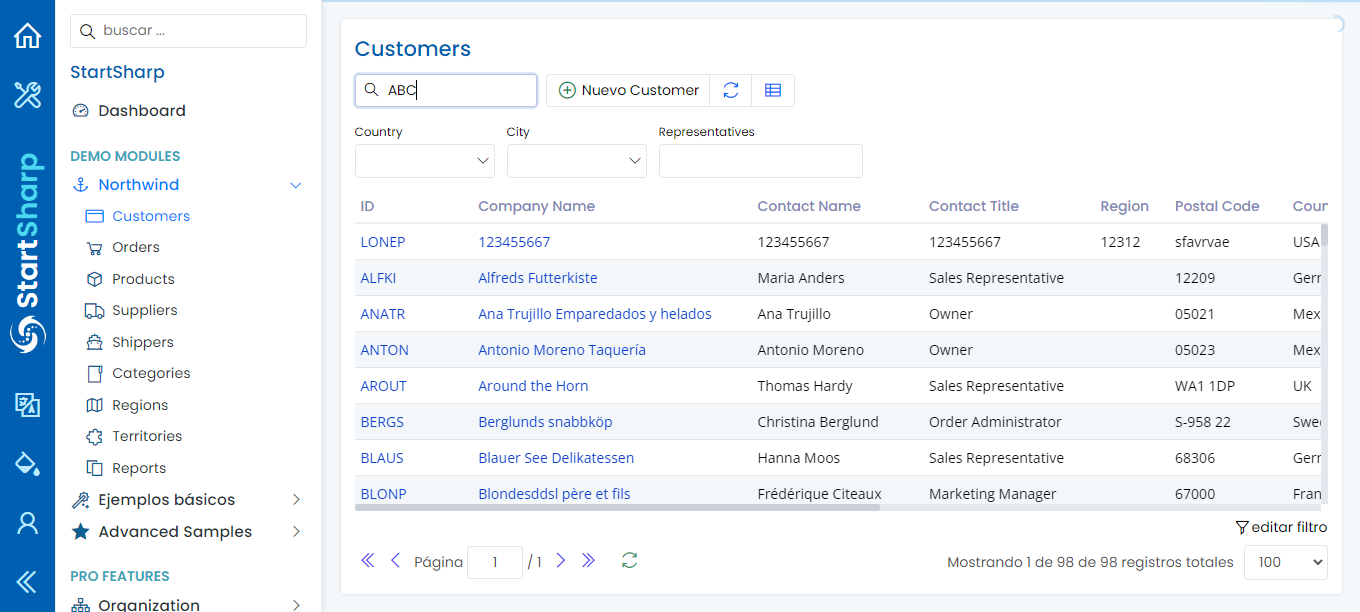 StartSharp
buscar ...
StartSharp
Dashboard
DEMO MODULES
Northwind
Customers
Orders
Products
Suppliers
Shippers
Categories
Regions
Territories
Reports
Ejemplos básicos
Advanced Samples
PRO FEATURES
Organization
Customers
ABC Nuevo Customer
Country City Representatives
ID Company Name Contact Name Contact Title Region Postal Code Coun
LONEP 123455667 123455667 123455667 12312 sfavrvae USA
ALFKI Alfreds Futterkiste Maria Anders Sales Representative 12209 Gern
ANATR Ana Trujillo Emparedados y helados Ana Trujillo Owner 05021 Mex
ANTON Antonio Moreno Taquería Antonio Moreno Owner 05023 Mex
AROUT Around the Horn Thomas Hardy Sales Representative WA1 1DP UK
BERGS Berglunds snabbköp Christina Berglund Order Administrator S-958 22 Swe
BLAUS Blauer See Delikatessen Hanna Moos Sales Representative 68306 Gern
BLONP Blondesddsl père et fils Frédérique Citeaux Marketing Manager 67000 Fran
editar filtro
Página 1 / 1 Mostrando 1 de 98 de 98 registros totales 100